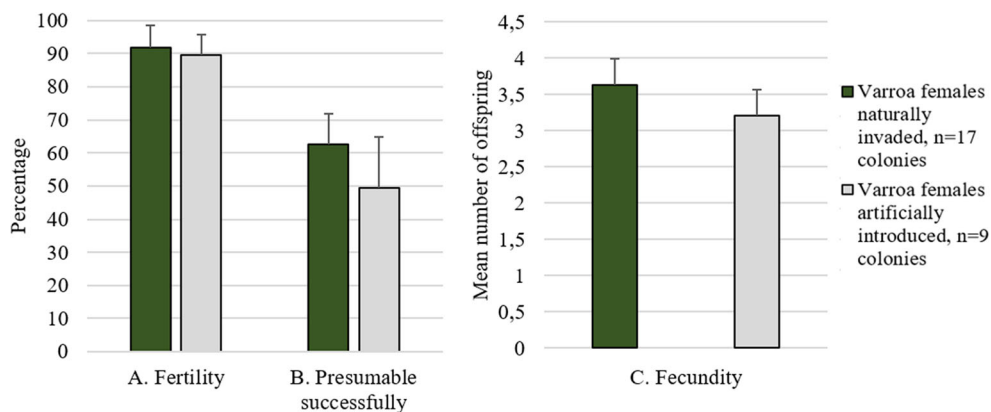 Percentage
100
90
80
70
60
50
40
30
20
10
0
A. Fertility
B. Presumable
successfully
Mean number of offspring
4,5
4
3,5
3
2,5
2
1,5
1
0,5
0
C. Fecundity
Varroa females
naturally
invaded, n=17
colonies
Varroa females
artificially
introduced, n=9
colonies